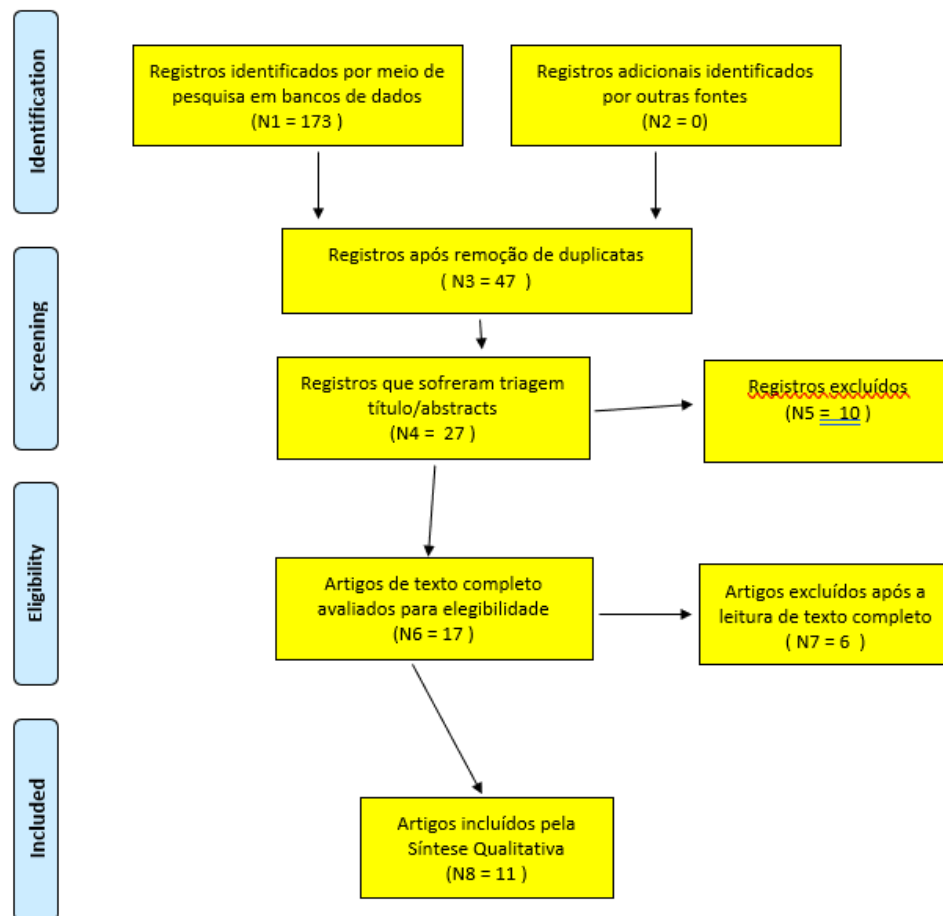 Identification
Registros identificados por meio de
pesquisa em bancos de dados
(N1 = 173 )
Registros adicionais identificados
por outras fontes
(N2 = 0)
Screening
Registros após remoção de duplicatas
( N3 = 47 )
Registros que sofreram triagem
título/abstracts
(N4 = 27 )
Registros excluídos
(N5 = 10 )
Eligibility
Artigos de texto completo
avaliados para elegibilidade
(N6 = 17 )
Artigos excluídos após a
leitura de texto completo
( N7 = 6 )
Included
Artigos incluídos pela
Síntese Qualitativa
(N8 = 11 )